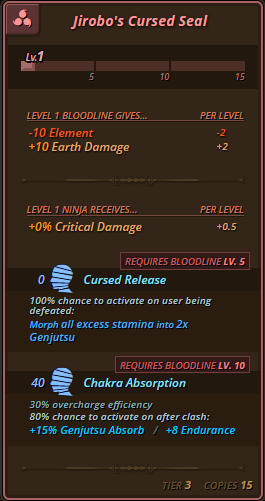 Jirobo's Cursed Seal
Lv.1
5 10 15
LEVEL 1 BLOODLINE GIVES... PER LEVEL
-10 Element -2
+10 Earth Damage +2
LEVEL 1 NINJA RECEIVES... PER LEVEL
+0% Critical Damage +0.5
REQUIRES BLOODLINE LV. 5
0 Cursed Release
100% chance to activate on user being
defeated:
Morph all excess stamina into 2x
Genjutsu
REQUIRES BLOODLINE LV. 10
40 Chakra Absorption
30% overcharge efficiency
80% chance to activate on after clash:
+15% Genjutsu Absorb / +8 Endurance
TIER 3 COPIES 15